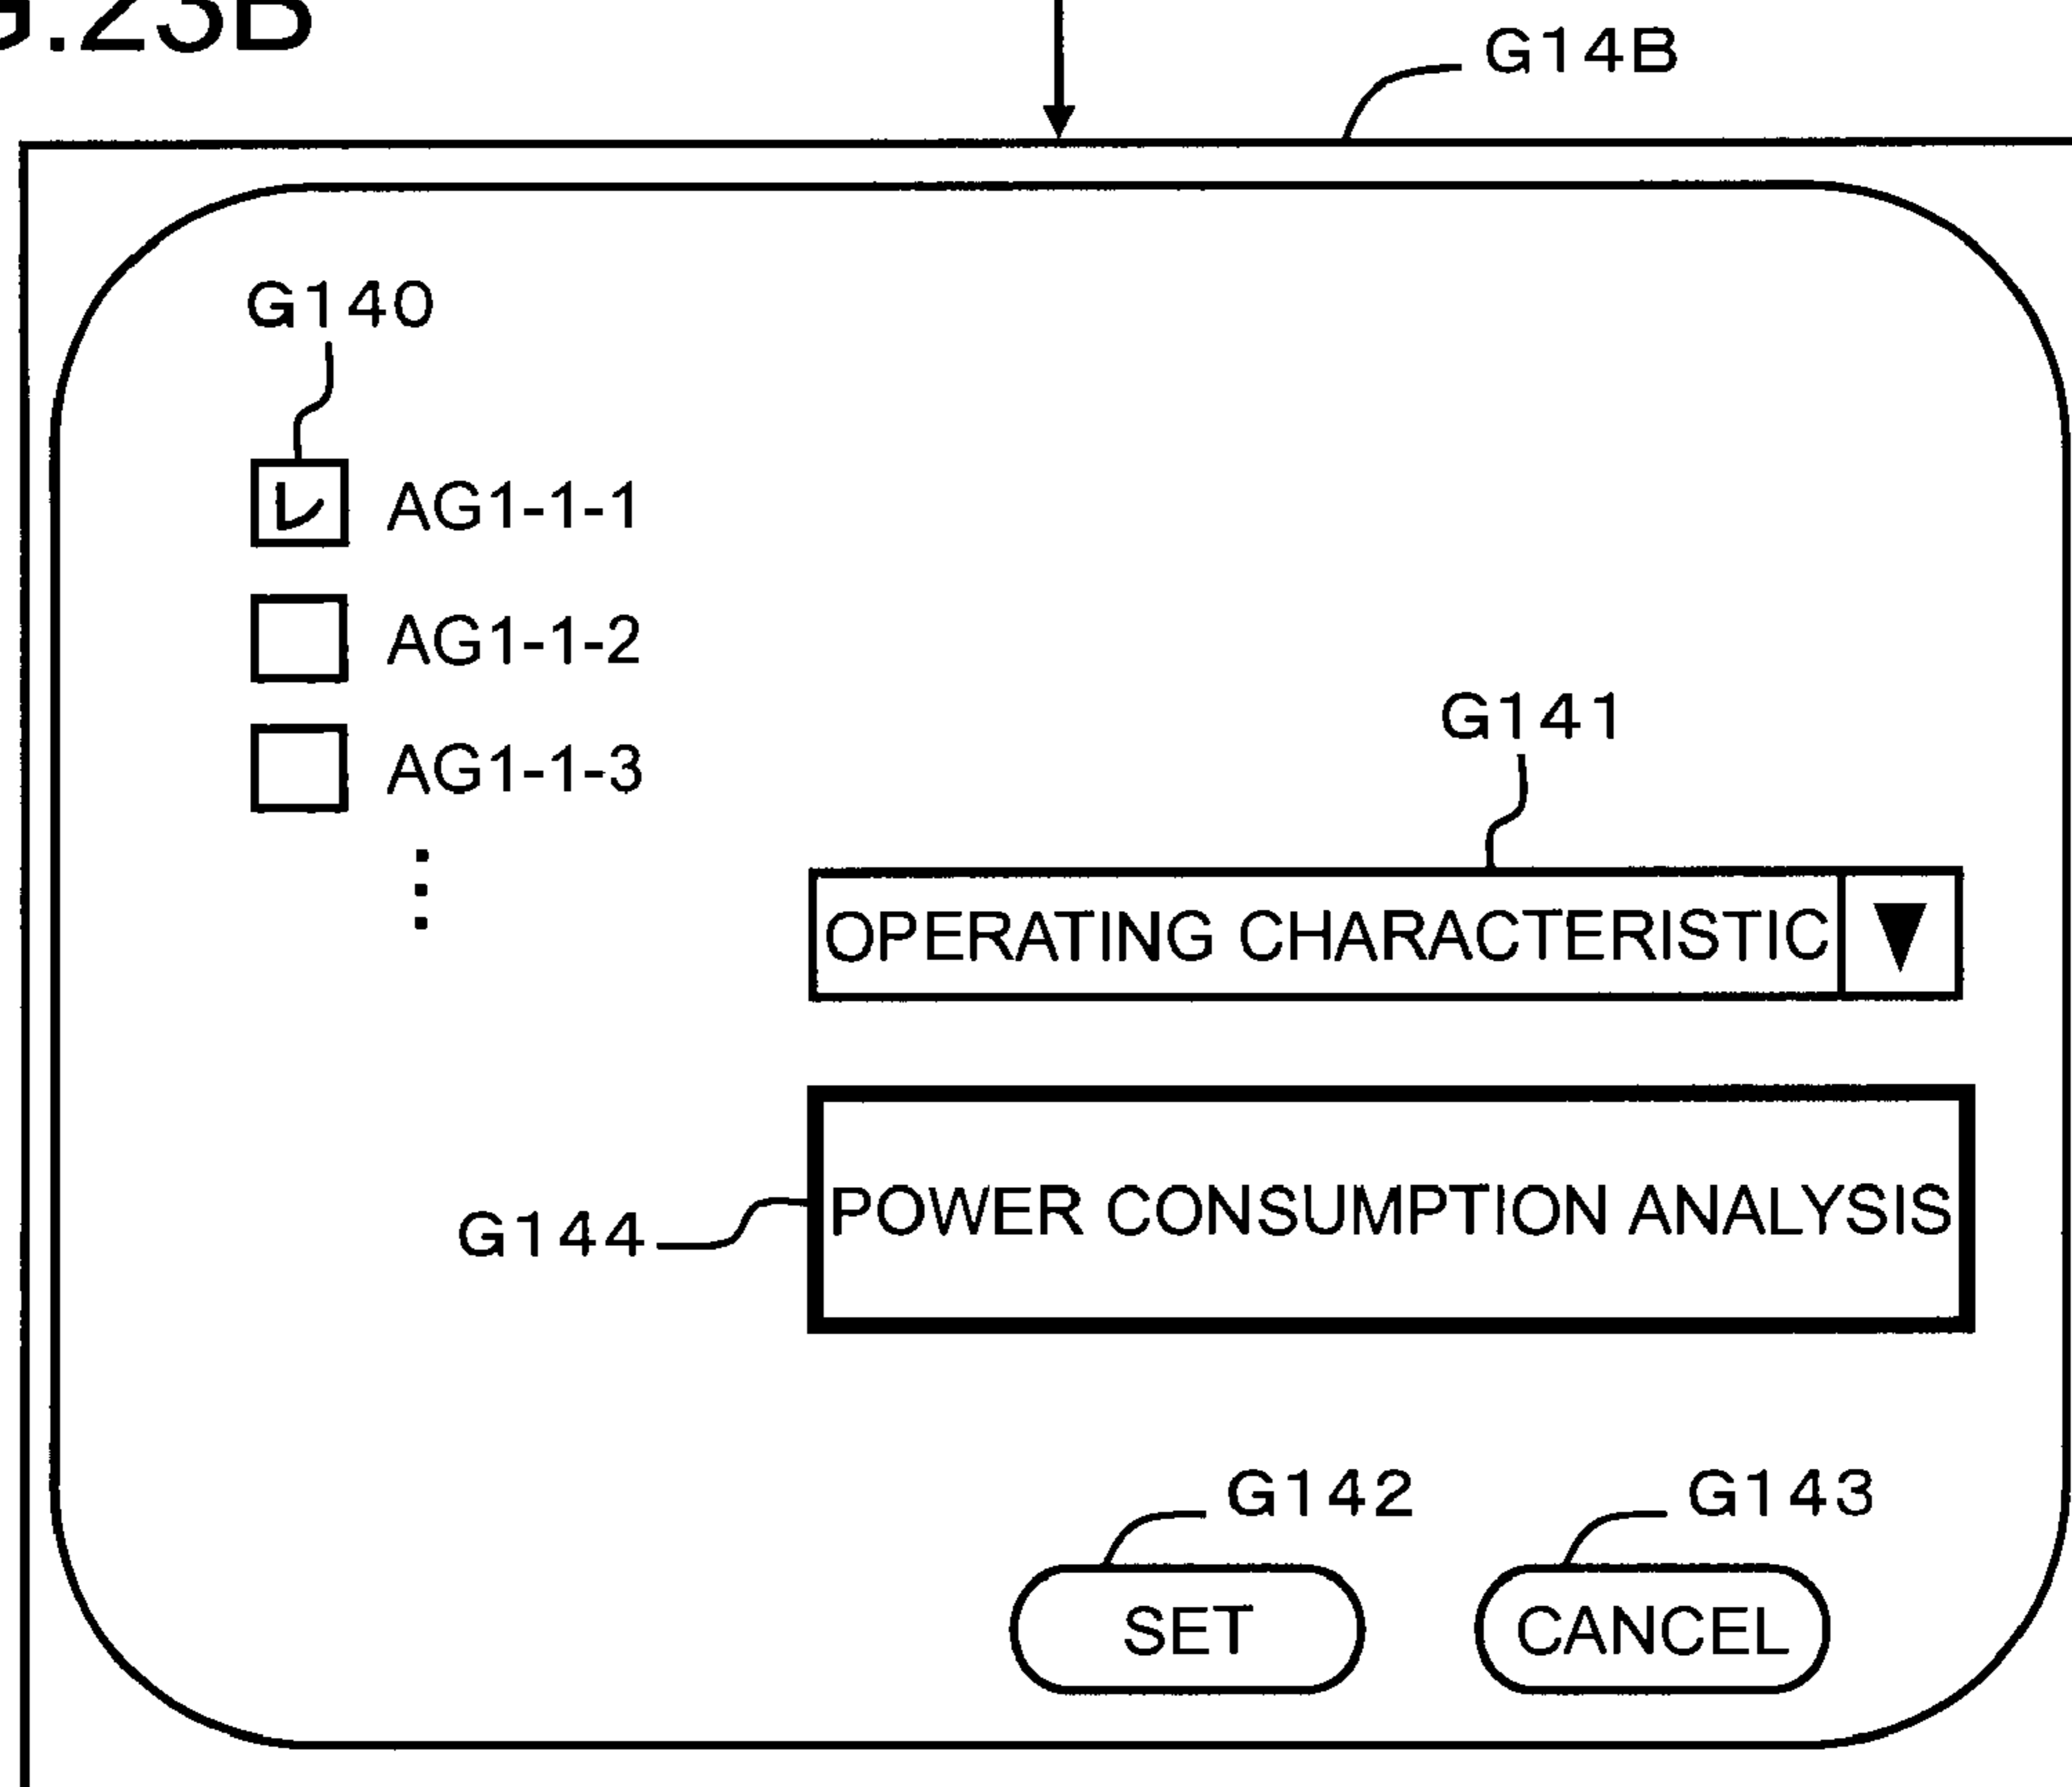 G.23B
G14B
G140
AG1-1-1
AG1-1-2
AG1-1-3
G141
OPERATING CHARACTERISTIC ▼
POWER CONSUMPTION ANALYSIS
G144
G142
G143
SET
CANCEL